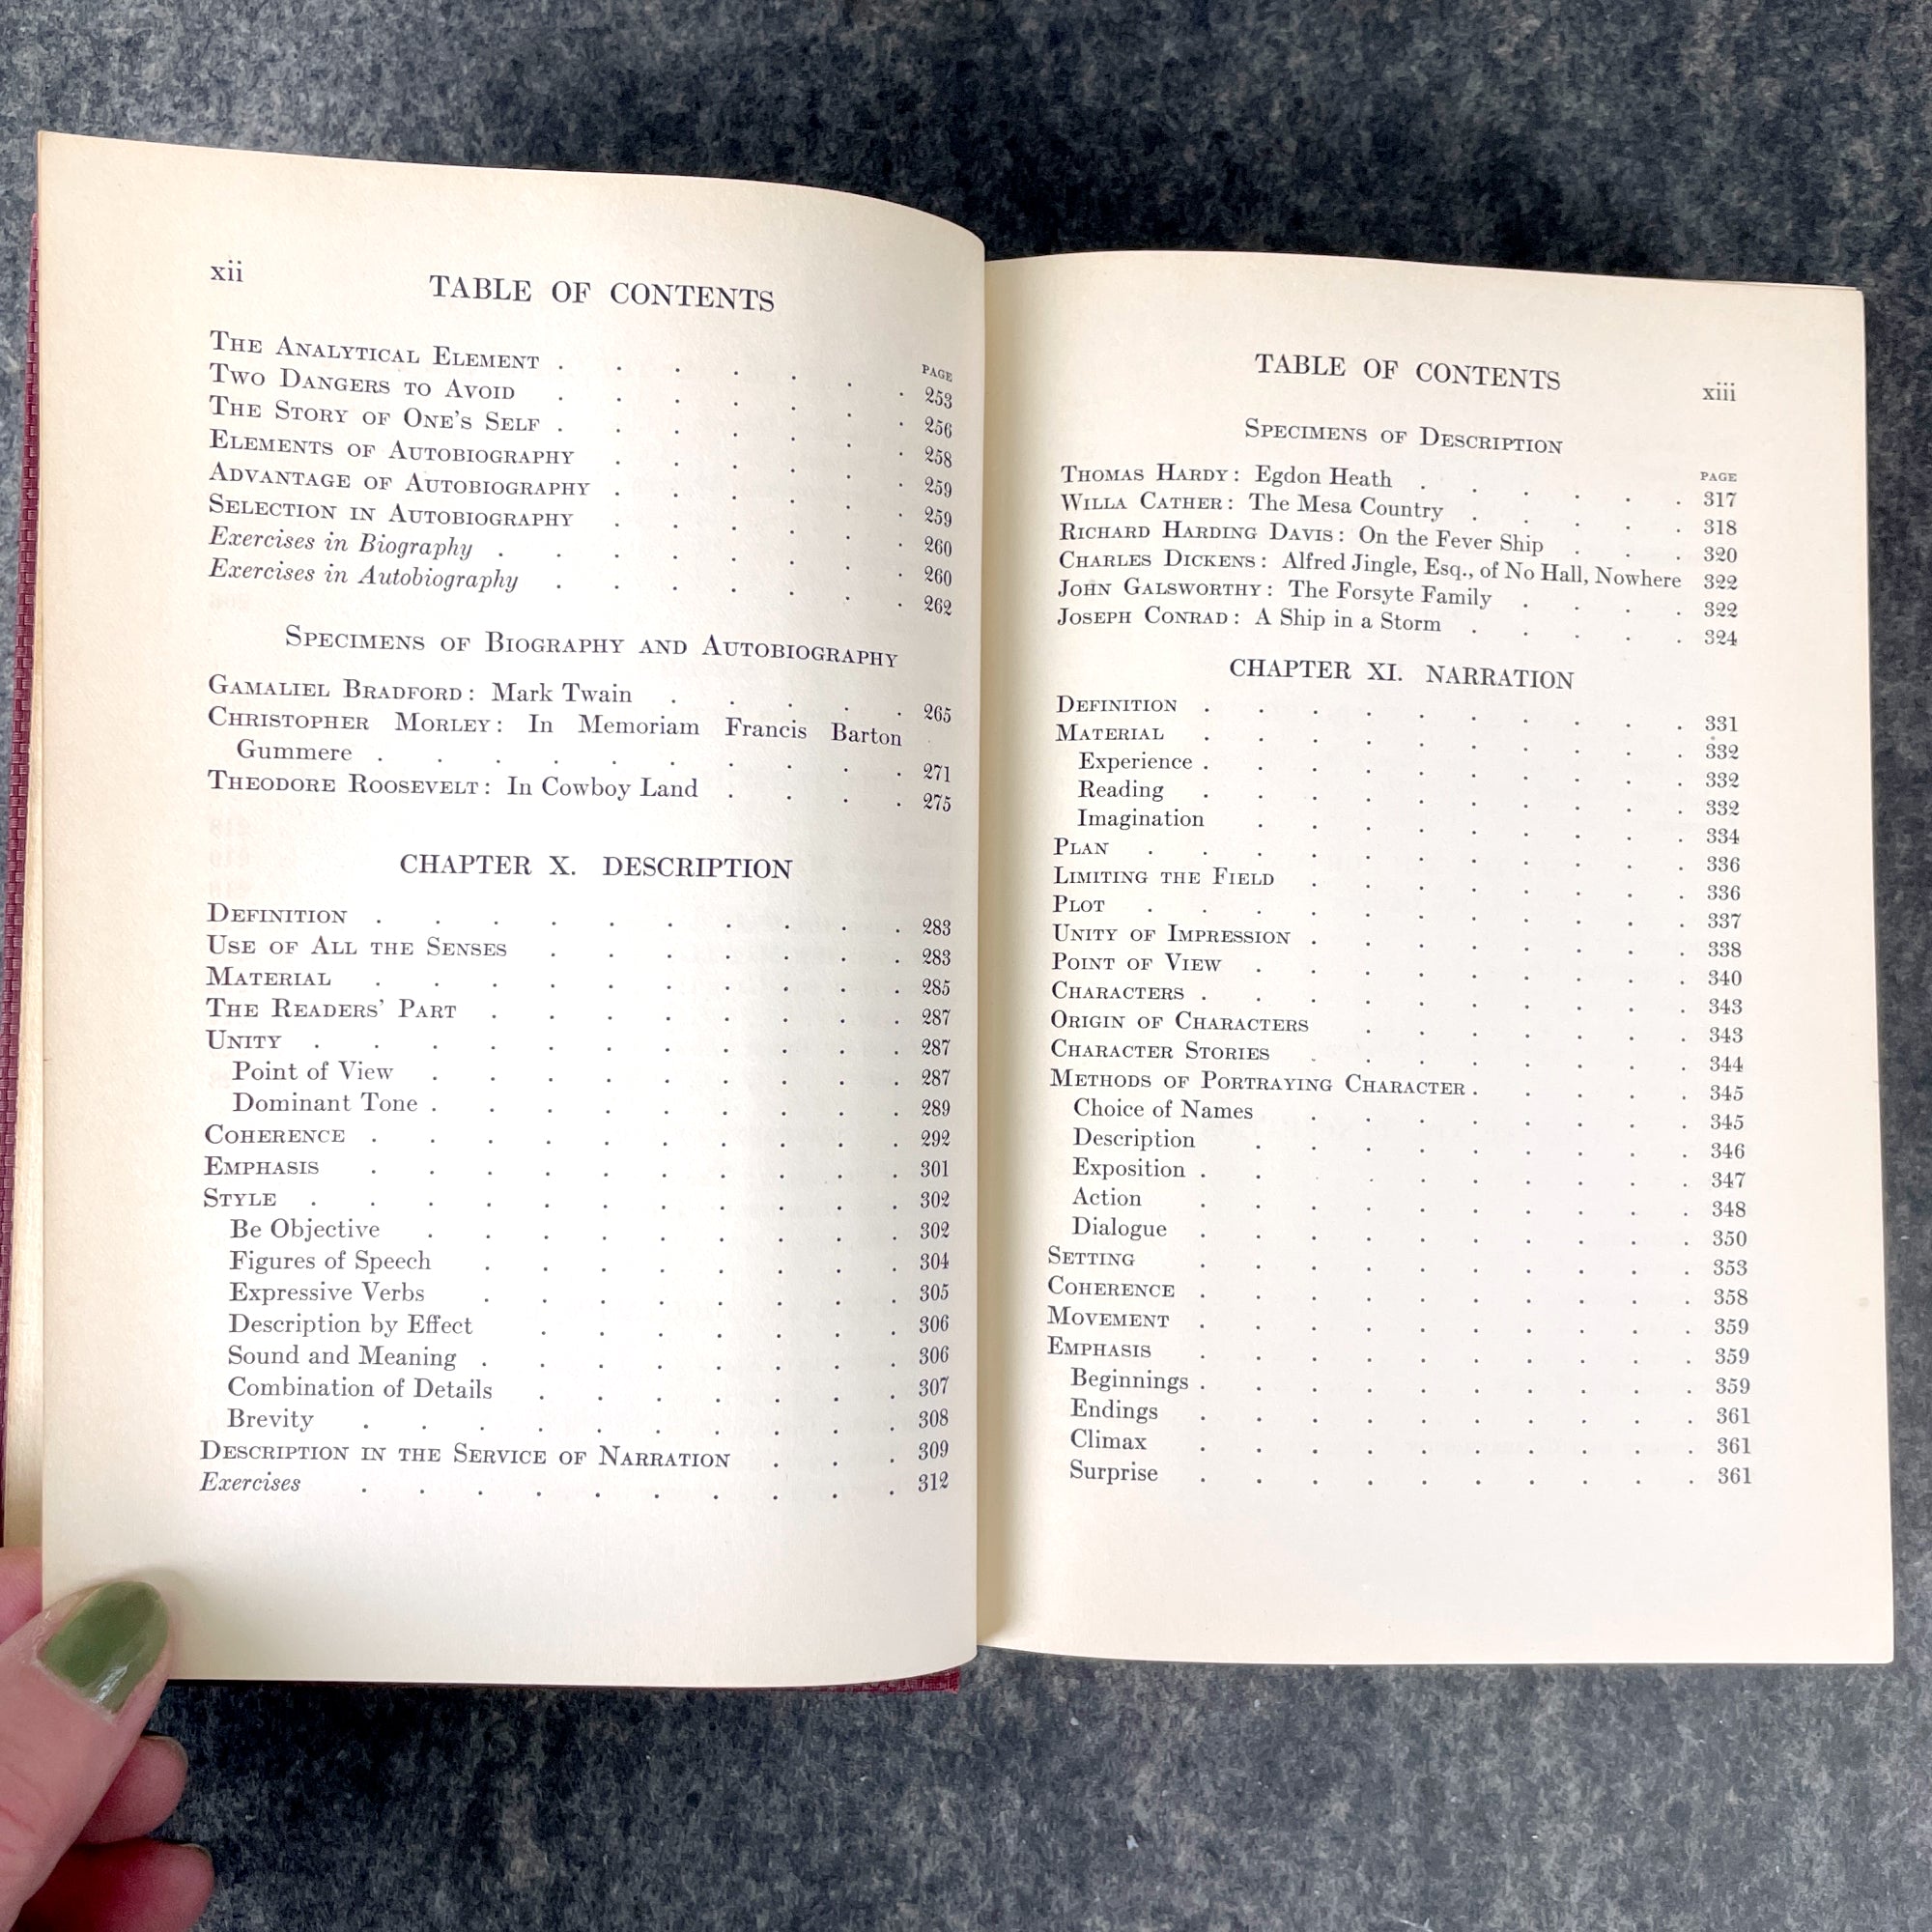 xii
TABLE OF CONTENTS
PAGE
THE ANALYTICAL ELEMENT . . . . . . . 253
TWO DANGERS TO AVOID . . . . . . . 256
THE STORY OF ONE'S SELF . . . . . . . 258
ELEMENTS OF AUTOBIOGRAPHY . . . . . . 259
ADVANTAGE OF AUTOBIOGRAPHY . . . . . . 259
SELECTION IN AUTOBIOGRAPHY . . . . . . 260
Exercises in Biography . . . . . . . . 260
Exercises in Autobiography . . . . . . . 262
SPECIMENS OF BIOGRAPHY AND AUTOBIOGRAPHY
GAMALIEL BRADFORD: Mark Twain . . . . . 265
CHRISTOPHER MORLEY: In Memoriam Francis Barton
Gummere . . . . . . . . . . 271
THEODORE ROOSEVELT: In Cowboy Land . . . . 275
CHAPTER X. DESCRIPTION
DEFINITION . . . . . . . . . . 283
USE OF ALL THE SENSES . . . . . . . 283
MATERIAL . . . . . . . . . . 285
THE READERS' PART . . . . . . . . 287
UNITY . . . . . . . . . . . 287
Point of View . . . . . . . . . 287
Dominant Tone . . . . . . . . . 289
COHERENCE . . . . . . . . . . 292
EMPHASIS . . . . . . . . . . 301
STYLE . . . . . . . . . . . 302
Be Objective . . . . . . . . . 302
Figures of Speech . . . . . . . . 304
Expressive Verbs . . . . . . . . 305
Description by Effect . . . . . . . 306
Sound and Meaning . . . . . . . . 306
Combination of Details . . . . . . . 307
Brevity . . . . . . . . . . 308
DESCRIPTION IN THE SERVICE OF NARRATION . . . 309
Exercises . . . . . . . . . . 312
TABLE OF CONTENTS
xiii
SPECIMENS OF DESCRIPTION
PAGE
THOMAS HARDY: Egdon Heath . . . . . . 317
WILLA CATHER: The Mesa Country . . . . . 318
RICHARD HARDING DAVIS: On the Fever Ship . . . 320
CHARLES DICKENS: Alfred Jingle, Esq., of No Hall, Nowhere 322
JOHN GALSWORTHY: The Forsyte Family . . . . 322
JOSEPH CONRAD: A Ship in a Storm . . . . . 324
CHAPTER XI. NARRATION
DEFINITION . . . . . . . . . . 331
MATERIAL . . . . . . . . . . 332
Experience . . . . . . . . . . 332
Reading . . . . . . . . . . 332
Imagination . . . . . . . . . 334
PLAN . . . . . . . . . . . 336
LIMITING THE FIELD . . . . . . . . 336
PLOT . . . . . . . . . . . 337
UNITY OF IMPRESSION . . . . . . . . 338
POINT OF VIEW . . . . . . . . . 340
CHARACTERS . . . . . . . . . . 343
ORIGIN OF CHARACTERS . . . . . . . 343
CHARACTER STORIES . . . . . . . . 344
METHODS OF PORTRAYING CHARACTER . . . . . 345
Choice of Names . . . . . . . . 345
Description . . . . . . . . . 346
Exposition . . . . . . . . . . 347
Action . . . . . . . . . . 348
Dialogue . . . . . . . . . . 350
SETTING . . . . . . . . . . 353
COHERENCE . . . . . . . . . . 358
MOVEMENT . . . . . . . . . . 359
EMPHASIS . . . . . . . . . . 359
Beginnings . . . . . . . . . . 359
Endings . . . . . . . . . . 361
Climax . . . . . . . . . . 361
Surprise . . . . . . . . . . 361